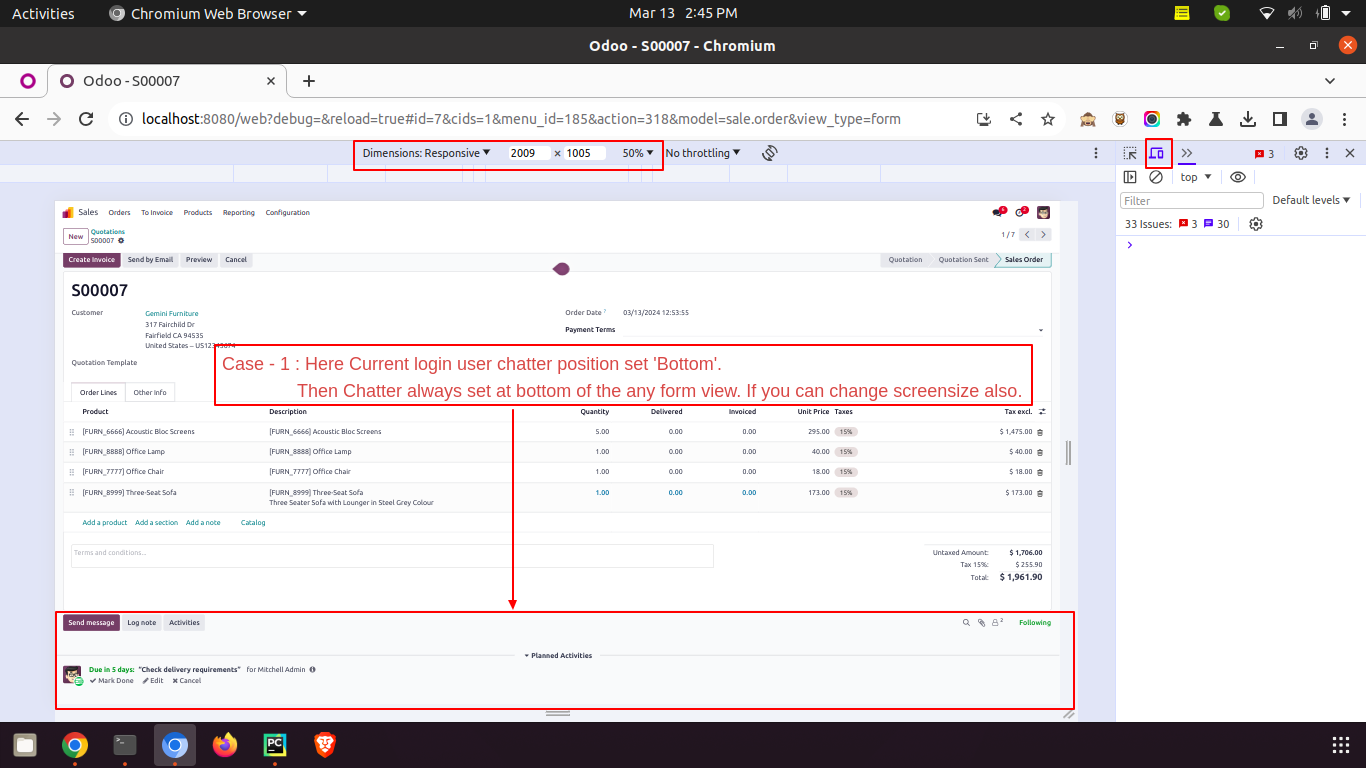 Activities
Chromium Web Browser
Mar 13 2:45 PM
Odoo - S00007 - Chromium
Odoo - S00007
localhost:8080/web?debug=&reload=true#id=7&cids=1&menu_id=185&action=318&model=sale.order&view_type=form
Dimensions: Responsive 2009 × 1005 50% No throttling
3
top
Filter
Default levels
33 Issues: 3 30
Sales Orders To Invoice Products Reporting Configuration
New
Quotations
S00007
1 / 7
Create Invoice Send by Email Preview Cancel
Quotation Quotation Sent Sales Order
S00007
Customer
Gemini Furniture
317 Fairchild Dr
Fairfield CA 94535
United States – US12345674
Order Date ? 03/13/2024 12:53:55
Payment Terms
Quotation Template
Case - 1 : Here Current login user chatter position set 'Bottom'.
Then Chatter always set at bottom of the any form view. If you can change screensize also.
Order Lines Other Info
Product Description Quantity Delivered Invoiced Unit Price Taxes Tax excl.
[FURN_6666] Acoustic Bloc Screens [FURN_6666] Acoustic Bloc Screens 5.00 0.00 0.00 295.00 15% $ 1,475.00
[FURN_8888] Office Lamp [FURN_8888] Office Lamp 1.00 0.00 0.00 40.00 15% $ 40.00
[FURN_7777] Office Chair [FURN_7777] Office Chair 1.00 0.00 0.00 18.00 15% $ 18.00
[FURN_8999] Three-Seat Sofa [FURN_8999] Three-Seat Sofa 1.00 0.00 0.00 173.00 15% $ 173.00
Three Seater Sofa with Lounger in Steel Grey Colour
Add a product Add a section Add a note Catalog
Terms and conditions...
Untaxed Amount: $ 1,706.00
Tax 15%: $ 255.90
Total: $ 1,961.90
Send message Log note Activities
2
Following
Planned Activities
Due in 5 days: "Check delivery requirements" for Mitchell Admin
Mark Done Edit Cancel
PC